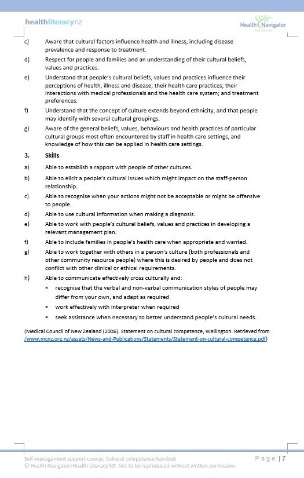 healthliteracynz
Health Navigator
c) Aware that cultural factors influence health and illness, including disease
prevalence and response to treatment.
d) Respect for people and families and an understanding of their cultural beliefs,
values and practices.
e) Understand that people's cultural beliefs, values and practices influence their
perceptions of health, illness and disease; their health care practices; their
interactions with medical professionals and the health care system; and treatment
preferences.
f) Understand that the concept of culture extends beyond ethnicity, and that people
may identify with several cultural groupings.
g) Aware of the general beliefs, values, behaviours and health practices of particular
cultural groups most often encountered by staff in health care settings, and
knowledge of how this can be applied in health care settings.
3. Skills
a) Able to establish a rapport with people of other cultures.
b) Able to elicit a people's cultural issues which might impact on the staff-person
relationship.
c) Able to recognise when your actions might not be acceptable or might be offensive
to people.
d) Able to use cultural information when making a diagnosis.
e) Able to work with people's cultural beliefs, values and practices in developing a
relevant management plan.
f) Able to include families in people's health care when appropriate and wanted.
g) Able to work together with others in a person's culture (both professionals and
other community resource people) where this is desired by people and does not
conflict with other clinical or ethical requirements.
h) Able to communicate effectively cross culturally and:
• recognise that the verbal and non-verbal communication styles of people may
differ from your own, and adapt as required
• work effectively with interpreter when required
• seek assistance when necessary to better understand people's cultural needs.
(Medical Council of New Zealand (2006). Statement on cultural competence, Wellington. Retrieved from
/www.mcnz.org.nz/assets/News-and-Publications/Statements/Statement-on-cultural-competence.pdf)
Self-management support course. Cultural competence handout
Page | 7
© Health Navigator/Health Literacy NZ. Not to be reproduced without written permission